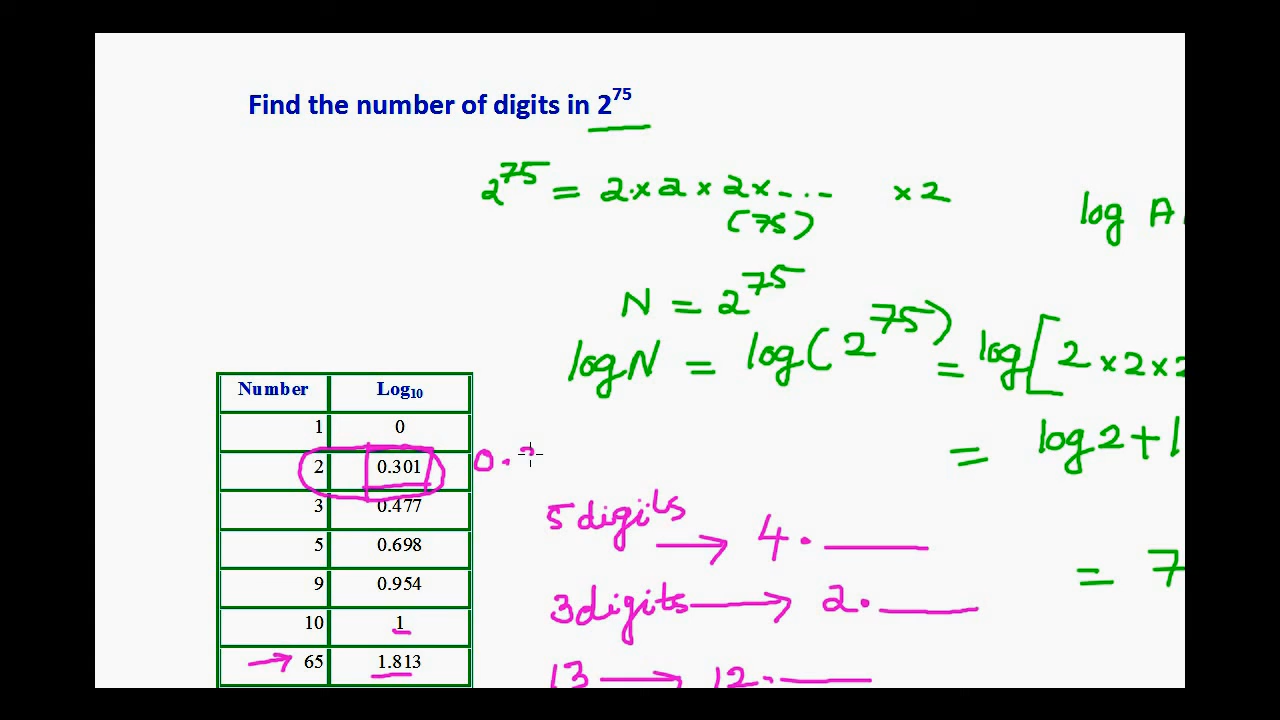 Find the number of digits in 2^75
2^75 = 2 × 2 × 2 × ... × 2
(75)
log A
N = 2^75
logN = log(2^75) = log[2 × 2 × 2
= log2 + l
= 7
Number Log₁₀
1 0
2 0.301
3 0.477
5 0.698
9 0.954
10 1
65 1.813
0.
5 digits → 4.
3 digits → 2.
13 → 12.